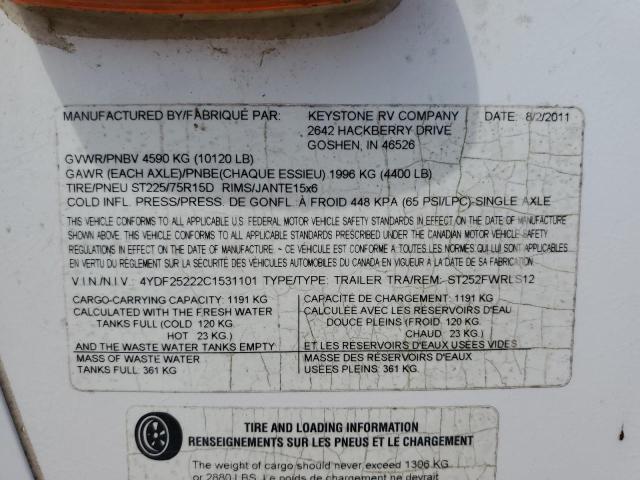 MANUFACTURED BY/FABRIQUÉ PAR: KEYSTONE RV COMPANY DATE: 8/2/2011
2642 HACKBERRY DRIVE
GOSHEN, IN 46526
GVWR/PNBV 4590 KG (10120 LB)
GAWR (EACH AXLE)/PNBE(CHAQUE ESSIEU) 1996 KG (4400 LB)
TIRE/PNEU ST225/75R15D RIMS/JANTE15x6
COLD INFL. PRESS/PRESS. DE GONFL. À FROID 448 KPA (65 PSI/LPC)-SINGLE AXLE
THIS VEHICLE CONFORMS TO ALL APPLICABLE U.S. FEDERAL MOTOR VEHICLE SAFETY STANDARDS IN EFFECT ON THE DATE OF MANUFACTURE
SHOWN ABOVE. THIS VEHICLE CONFORMS TO ALL APPLICABLE STANDARDS PRESCRIBED UNDER THE CANADIAN MOTOR VEHICLE SAFETY
REGULATIONS IN EFFECT ON THE DATE OF MANUFACTURE ~ CE VÉHICULE EST CONFORME A TOUTES.LES NORMES QUI LUI SONT APPLICABLES
EN VERTU DU RÈGLEMENT SUR LA SÉCURITÉ DES VÉHICULES AUTOMOBILES DU CANADA EN VIGUEUR À LA DATE DE SA FABRICATION.
V.I.N/N.I.V. 4YDF25222C1531101 TYPE/TYPE: TRAILER TRA/REM: ST252FWRLS12
CARGO-CARRYING CAPACITY: 1191 KG
CALCULATED WITH THE FRESH WATER
TANKS FULL (COLD 120 KG
HOT 23 KG.)
AND THE WASTE WATER TANKS EMPTY
MASS OF WASTE WATER
TANKS FULL: 361 KG
CAPACITÉ DE CHARGEMENT: 1191 KG
CALCULÉE AVEC LES RÉSERVOIRS D'EAU
DOUCE PLEINS (FROID 120 KG
CHAUD 23 KG.)
ET LES RÉSERVOIRS D'EAUX USÉES VIDES
MASSE DES RÉSERVOIRS D'EAUX
USÉES PLEINS: 361 KG
TIRE AND LOADING INFORMATION
RENSEIGNEMENTS SUR LES PNEUS ET LE CHARGEMENT
The weight of cargo should never exceed 1306 KG
or 2880 LBS. Le poids de chargement ne devrait